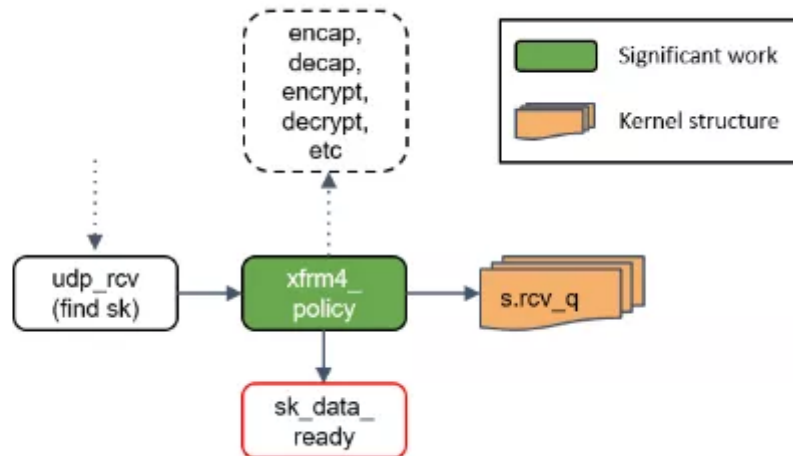 encap,
decap,
encrypt,
decrypt,
etc
Significant work
Kernel structure
udp_rcv
(find sk)
xfrm4_
policy
s.rcv_q
sk_data_
ready